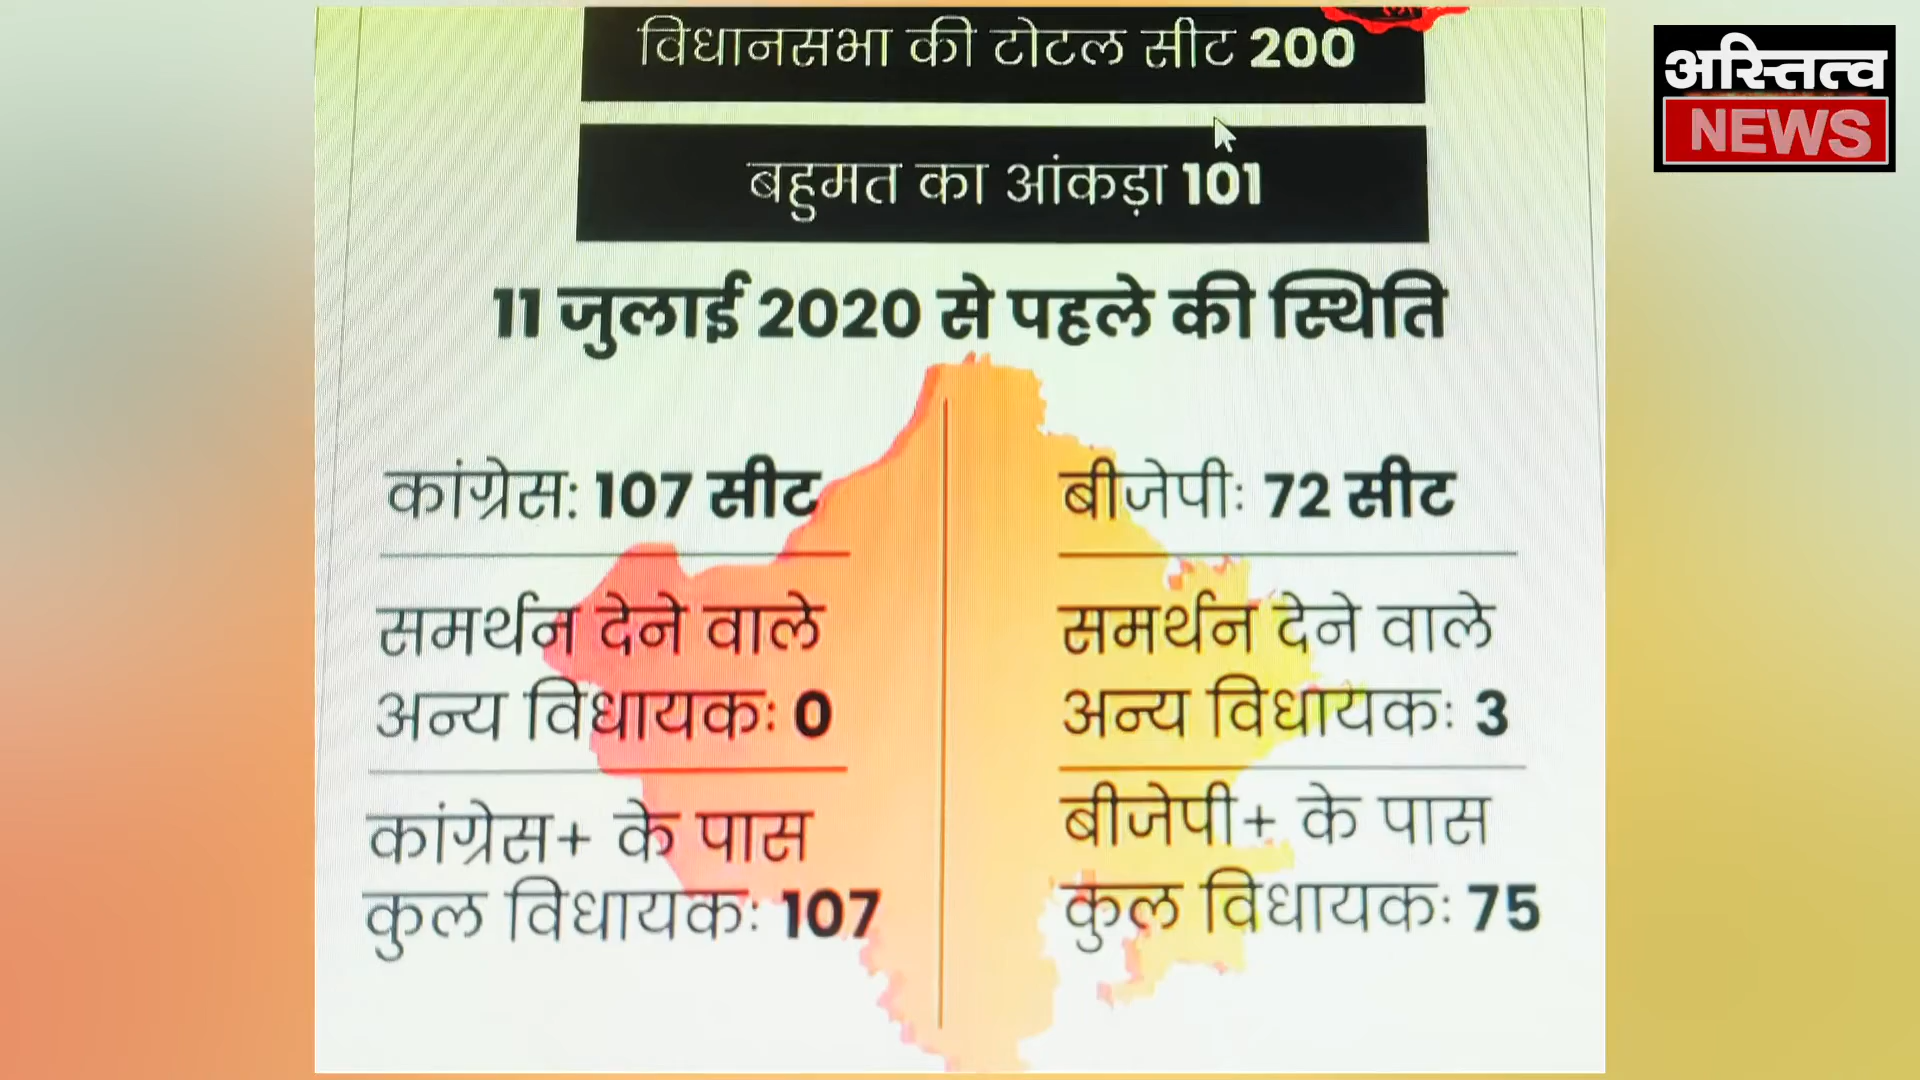 विधानसभा की टोटल सीट 200
अस्तित्व
NEWS
बहुमत का आंकड़ा 101
11 जुलाई 2020 से पहले की स्थिति
कांग्रेस: 107 सीट
समर्थन देने वाले
अन्य विधायक: 0
कांग्रेस+ के पास
कुल विधायक: 107
बीजेपी: 72 सीट
समर्थन देने वाले
अन्य विधायक: 3
बीजेपी+ के पास
कुल विधायक: 75